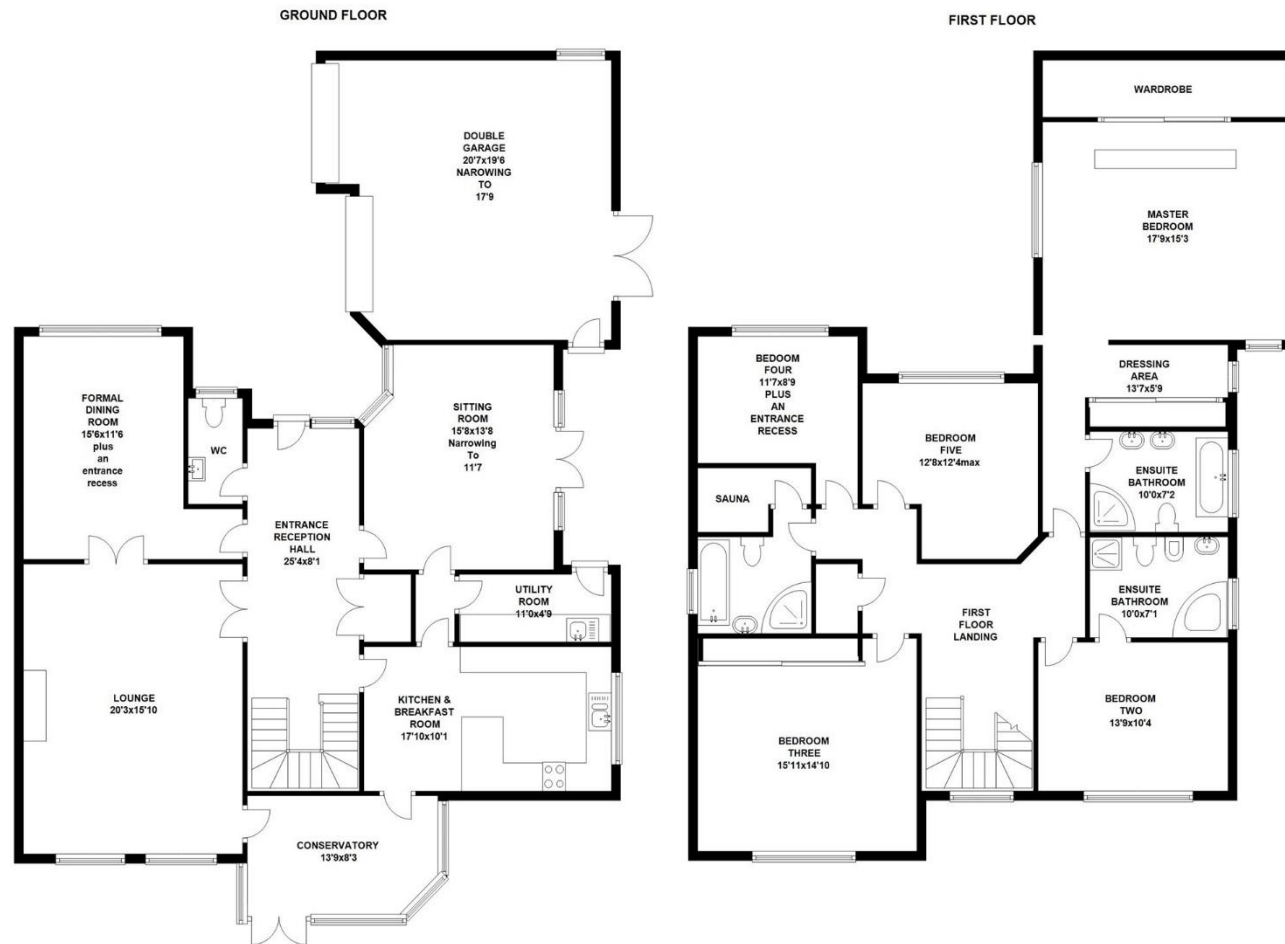 GROUND FLOOR
DOUBLE
GARAGE
20'7x19'6
NAROWING
TO
17'9
FORMAL
DINING
ROOM
15'6x11'6
plus
an
entrance
recess
WC
SITTING
ROOM
15'8x13'8
Narrowing
To
11'7
ENTRANCE
RECEPTION
HALL
25'4x8'1
UTILITY
ROOM
11'0x4'9
LOUNGE
20'3x15'10
KITCHEN &
BREAKFAST
ROOM
17'10x10'1
CONSERVATORY
13'9x8'3
FIRST FLOOR
WARDROBE
MASTER
BEDROOM
17'9x15'3
BEDOOM
FOUR
11'7x8'9
PLUS
AN
ENTRANCE
RECESS
DRESSING
AREA
13'7x5'9
BEDROOM
FIVE
12'8x12'4max
ENSUITE
BATHROOM
10'0x7'2
SAUNA
ENSUITE
BATHROOM
10'0x7'1
FIRST
FLOOR
LANDING
BEDROOM
TWO
13'9x10'4
BEDROOM
THREE
15'11x14'10